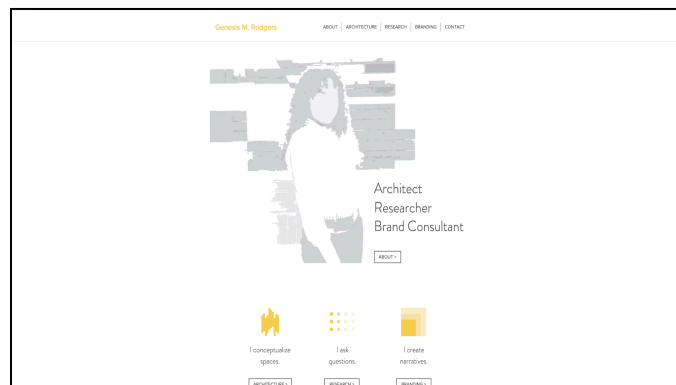 Genesis M. Rodgers
ABOUT ARCHITECTURE RESEARCH BRANDING CONTACT
Architect
Researcher
Brand Consultant
ABOUT >
I conceptualize
spaces.
I ask
questions.
I create
narratives.
ARCHITECTURE >
RESEARCH >
BRANDING >